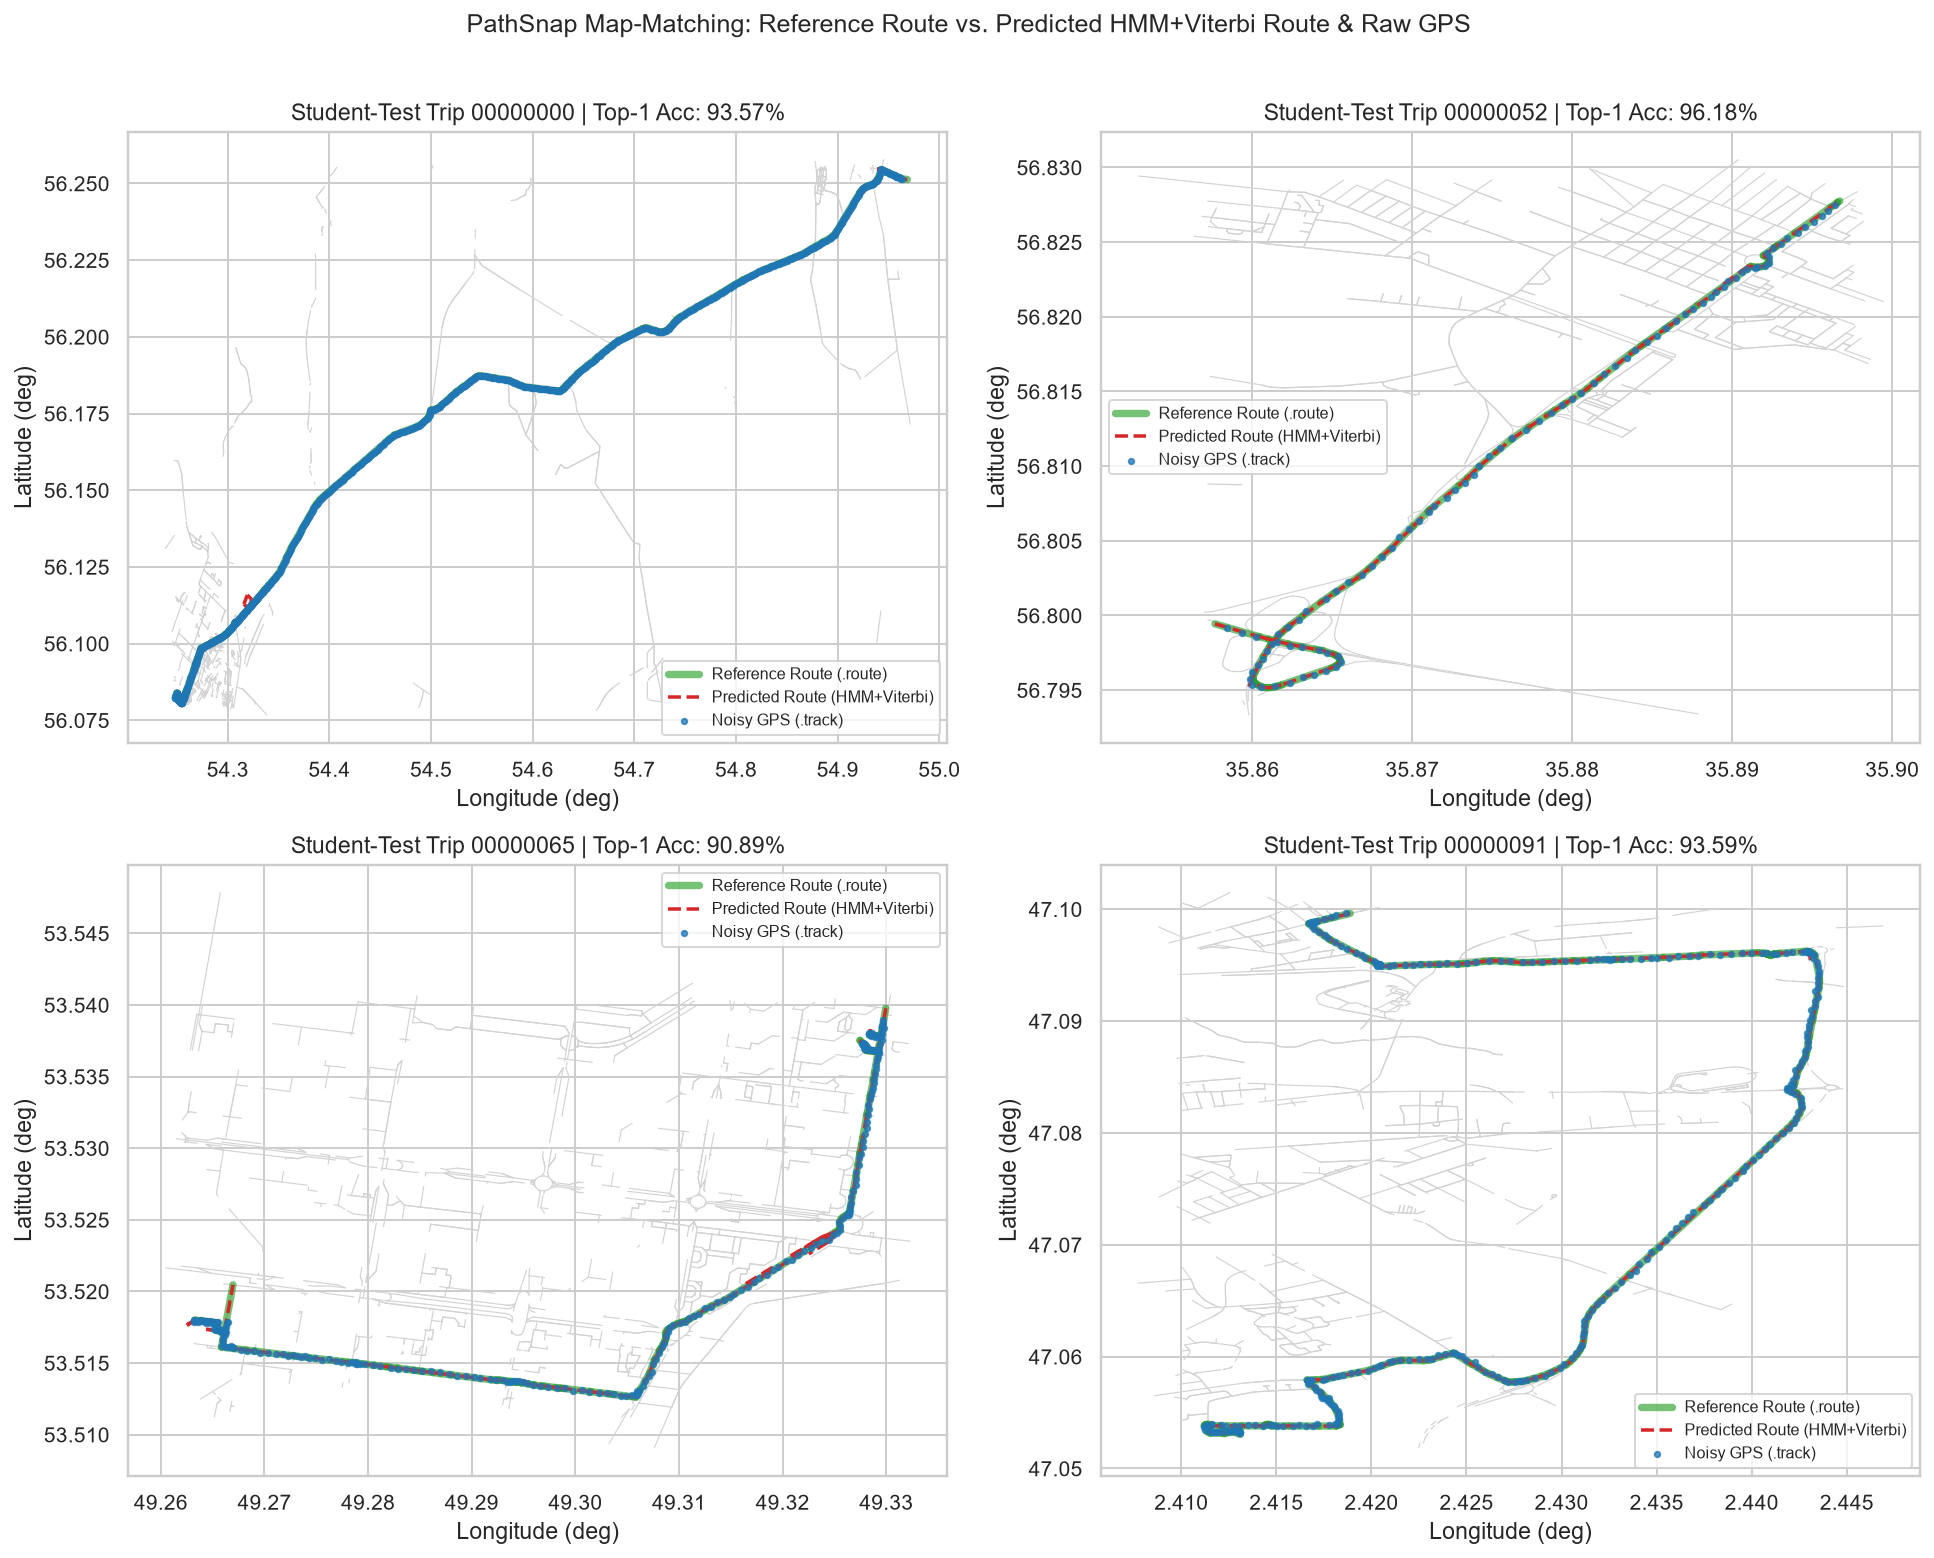 PathSnap Map-Matching: Reference Route vs. Predicted HMM+Viterbi Route & Raw GPS
Student-Test Trip 00000000 | Top-1 Acc: 93.57%
Latitude (deg)
56.250
56.225
56.200
56.175
56.150
56.125
56.100
56.075
Reference Route (.route)
Predicted Route (HMM+Viterbi)
Noisy GPS (.track)
54.3 54.4 54.5 54.6 54.7 54.8 54.9 55.0
Longitude (deg)
Student-Test Trip 00000052 | Top-1 Acc: 96.18%
Latitude (deg)
56.830
56.825
56.820
56.815
56.810
56.805
56.800
56.795
Reference Route (.route)
Predicted Route (HMM+Viterbi)
Noisy GPS (.track)
35.86 35.87 35.88 35.89 35.90
Longitude (deg)
Student-Test Trip 00000065 | Top-1 Acc: 90.89%
Latitude (deg)
53.545
53.540
53.535
53.530
53.525
53.520
53.515
53.510
Reference Route (.route)
Predicted Route (HMM+Viterbi)
Noisy GPS (.track)
49.26 49.27 49.28 49.29 49.30 49.31 49.32 49.33
Longitude (deg)
Student-Test Trip 00000091 | Top-1 Acc: 93.59%
Latitude (deg)
47.10
47.09
47.08
47.07
47.06
47.05
Reference Route (.route)
Predicted Route (HMM+Viterbi)
Noisy GPS (.track)
2.410 2.415 2.420 2.425 2.430 2.435 2.440 2.445
Longitude (deg)